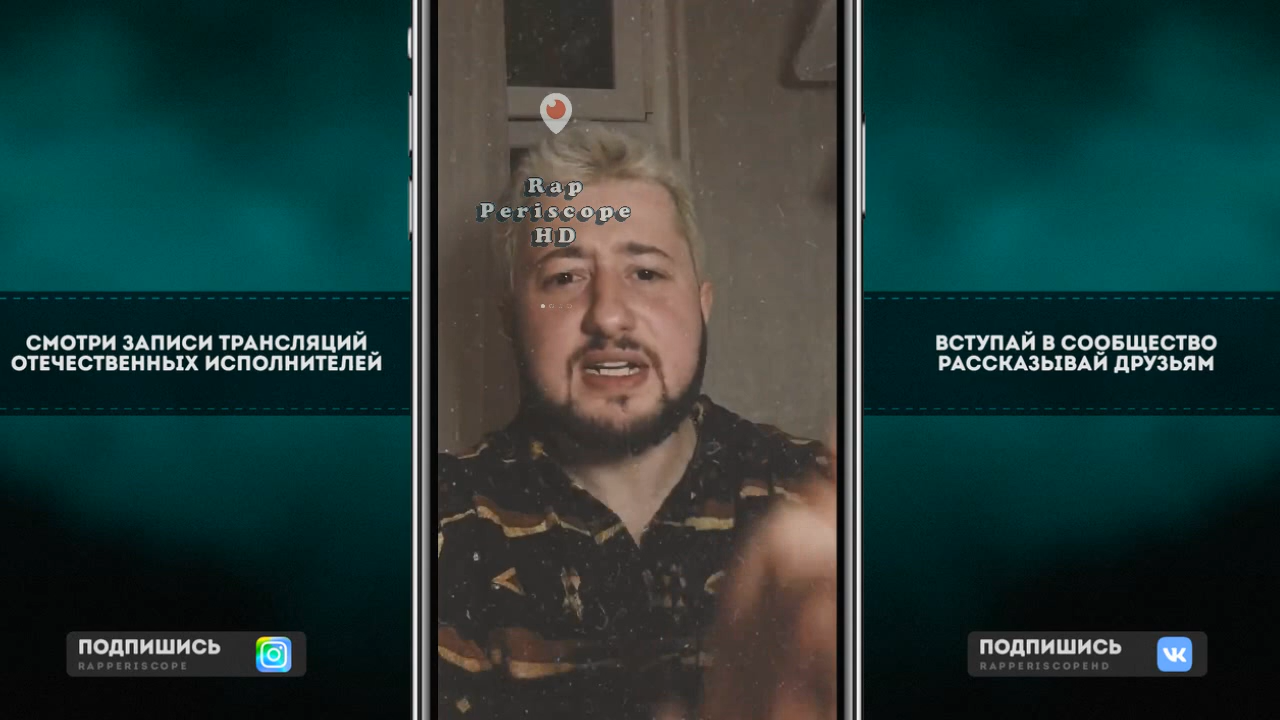 Rap
Periscope
HD
СМОТРИ ЗАПИСИ ТРАНСЛЯЦИЙ
ОТЕЧЕСТВЕННЫХ ИСПОЛНИТЕЛЕЙ
ВСТУПАЙ В СООБЩЕСТВО
РАССКАЗЫВАЙ ДРУЗЬЯМ
ПОДПИШИСЬ
RAPPERISCOPE
ПОДПИШИСЬ
RAPPERISCOPEHD